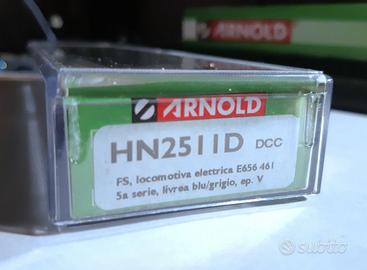 ARNOLD
ARNOLD
HN2511D DCC
FS, locomotiva elettrica E656 461
5a serie, livrea blu/grigio, ep. V
subito